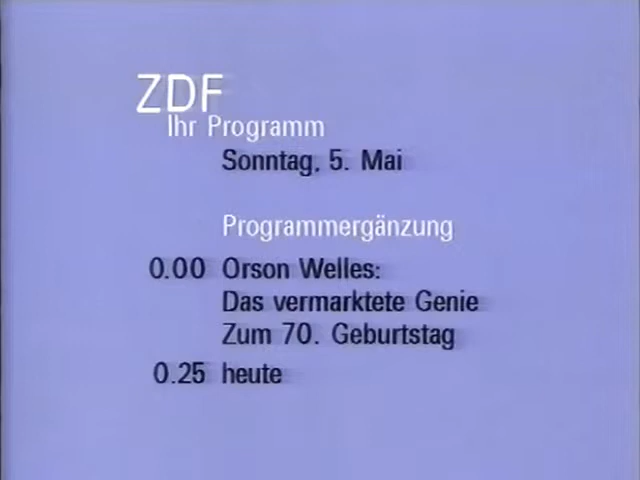 ZDF
Ihr Programm
Sonntag, 5. Mai
Programmergänzung
0.00 Orson Welles:
Das vermarktete Genie
Zum 70. Geburtstag
0.25 heute